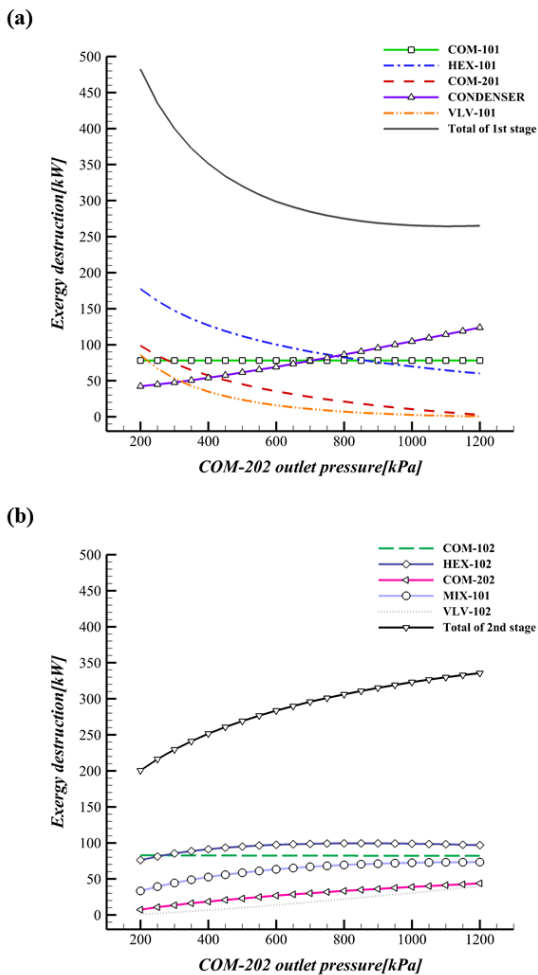 (a)
500
450
400
350
300
250
200
150
100
50
0
Exergy destruction[kW]
COM-101
HEX-101
COM-201
CONDENSER
VLV-101
Total of 1st stage
200 400 600 800 1000 1200
COM-202 outlet pressure[kPa]
(b)
500
450
400
350
300
250
200
150
100
50
0
Exergy destruction[kW]
COM-102
HEX-102
COM-202
MIX-101
VLV-102
Total of 2nd stage
200 400 600 800 1000 1200
COM-202 outlet pressure[kPa]